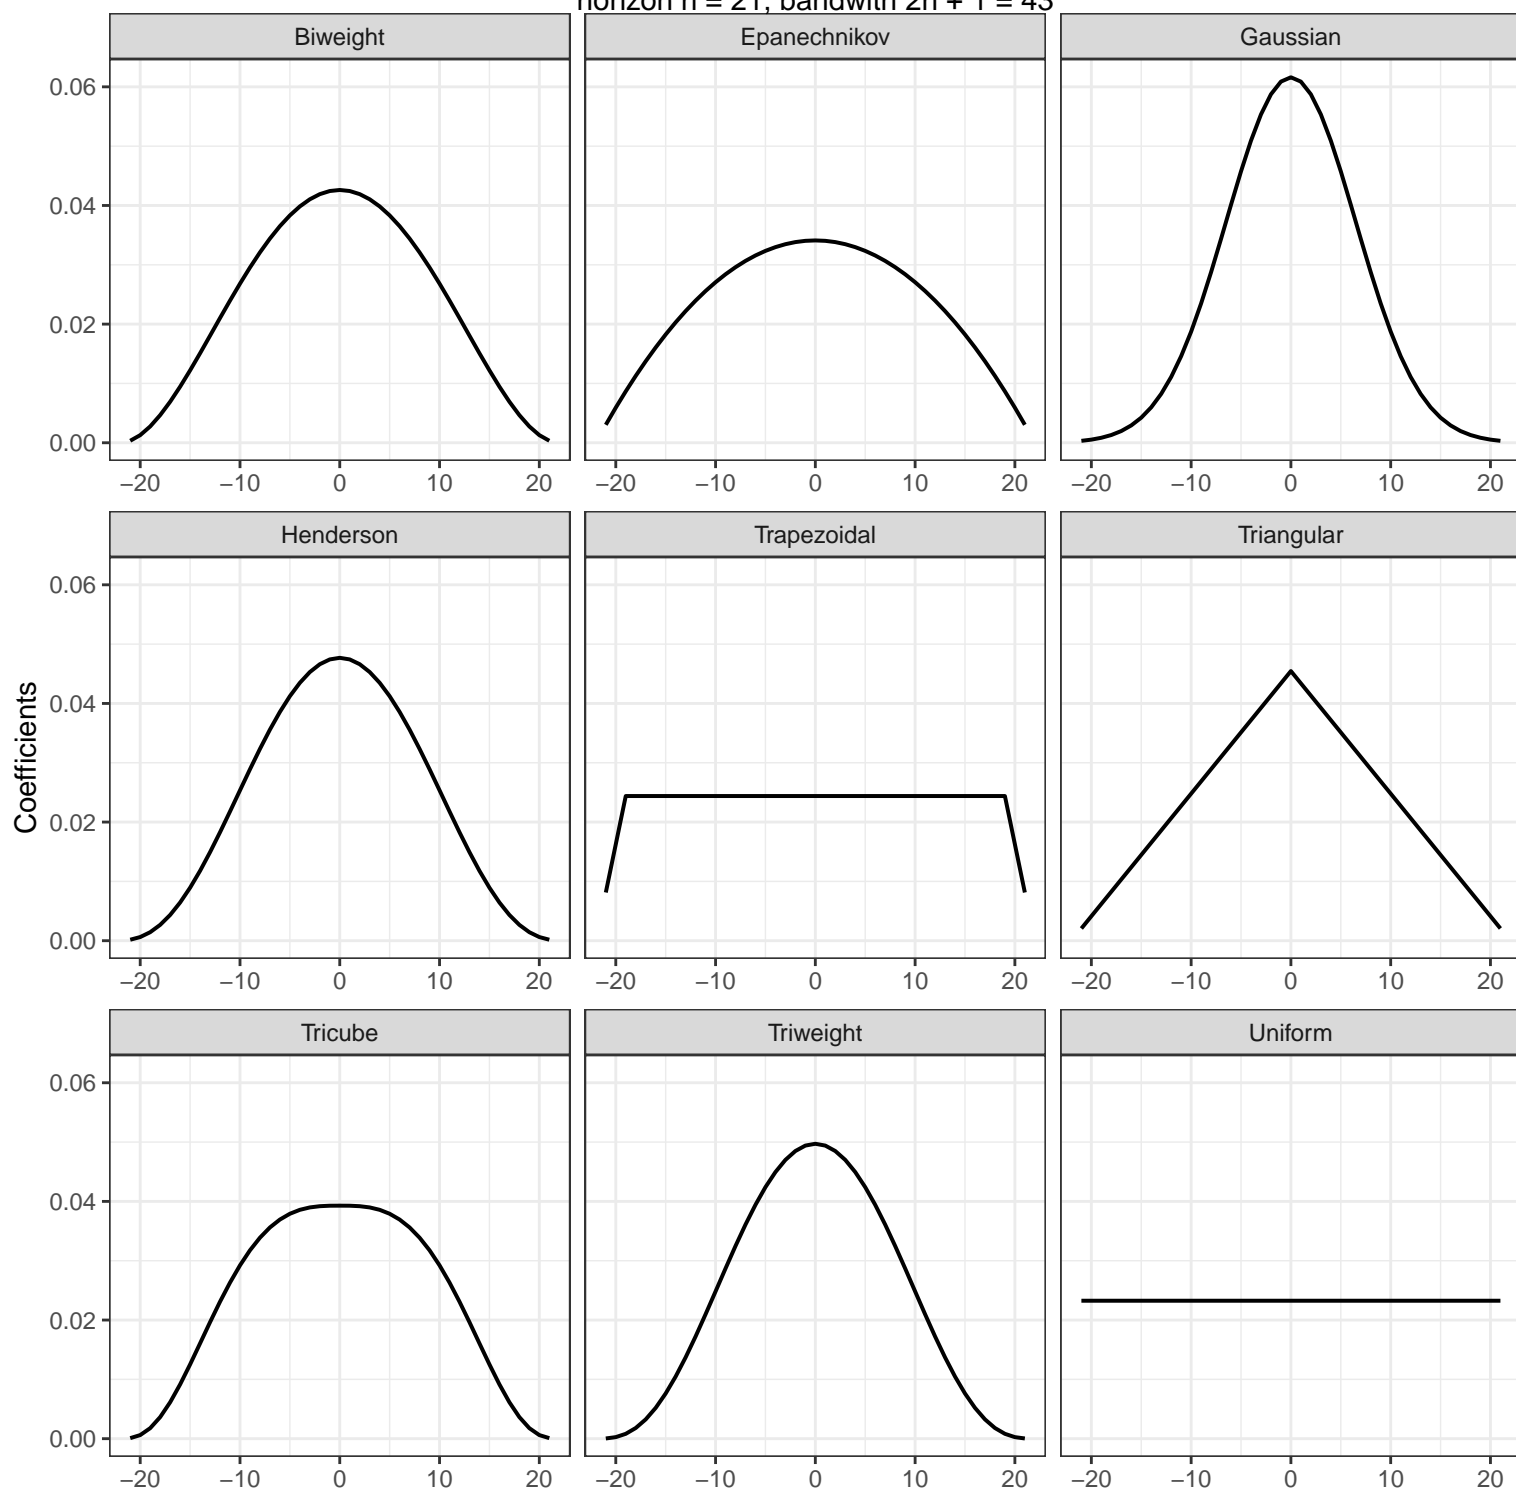 horizon h = 21, bandwith 2h + 1 = 43
Biweight Epanechnikov Gaussian
0.06
0.04
0.02
0.00
−20 −10 0 10 20 −20 −10 0 10 20 −20 −10 0 10 20
Henderson Trapezoidal Triangular
0.06
0.04
0.02
0.00
Coefficients
−20 −10 0 10 20 −20 −10 0 10 20 −20 −10 0 10 20
Tricube Triweight Uniform
0.06
0.04
0.02
0.00
−20 −10 0 10 20 −20 −10 0 10 20 −20 −10 0 10 20